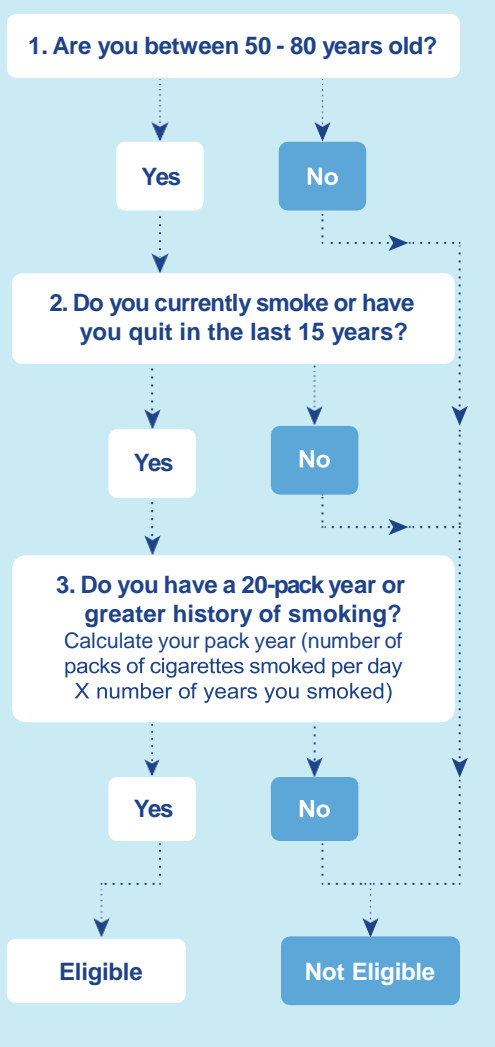 1. Are you between 50 - 80 years old?
Yes
No
2. Do you currently smoke or have
you quit in the last 15 years?
Yes
No
3. Do you have a 20-pack year or
greater history of smoking?
Calculate your pack year (number of
packs of cigarettes smoked per day
X number of years you smoked)
Yes
No
Eligible
Not Eligible